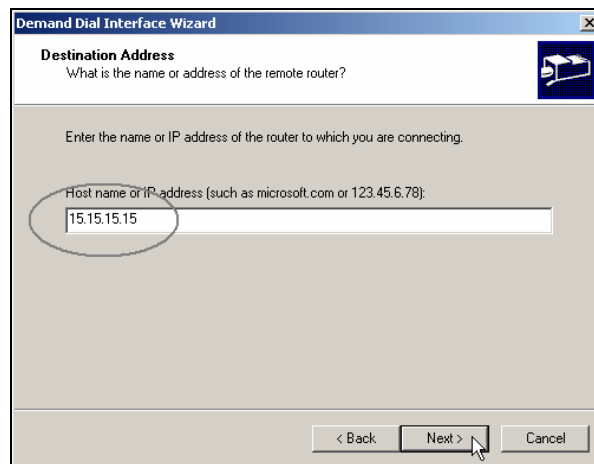 Demand Dial Interface Wizard
Destination Address
What is the name or address of the remote router?
Enter the name or IP address of the router to which you are connecting.
Host name or IP address (such as microsoft.com or 123.45.6.78):
15.15.15.15
< Back
Next >
Cancel